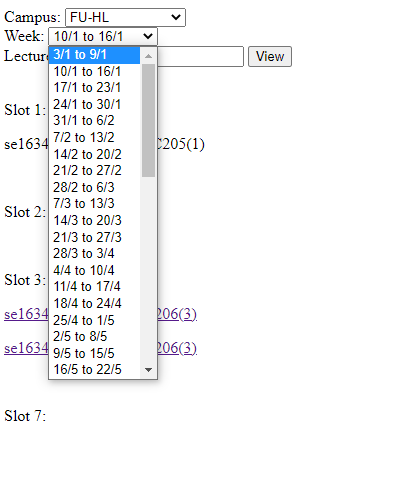 Campus: FU-HL
Week: 10/1 to 16/1
Lecture View
3/1 to 9/1
10/1 to 16/1
17/1 to 23/1
24/1 to 30/1
31/1 to 6/2
7/2 to 13/2
14/2 to 20/2
21/2 to 27/2
28/2 to 6/3
7/3 to 13/3
14/3 to 20/3
21/3 to 27/3
28/3 to 3/4
4/4 to 10/4
11/4 to 17/4
18/4 to 24/4
25/4 to 1/5
2/5 to 8/5
9/5 to 15/5
16/5 to 22/5
Slot 1:
se1634 C205(1)
Slot 2:
Slot 3:
se1634 206(3)
se1634 206(3)
Slot 7: